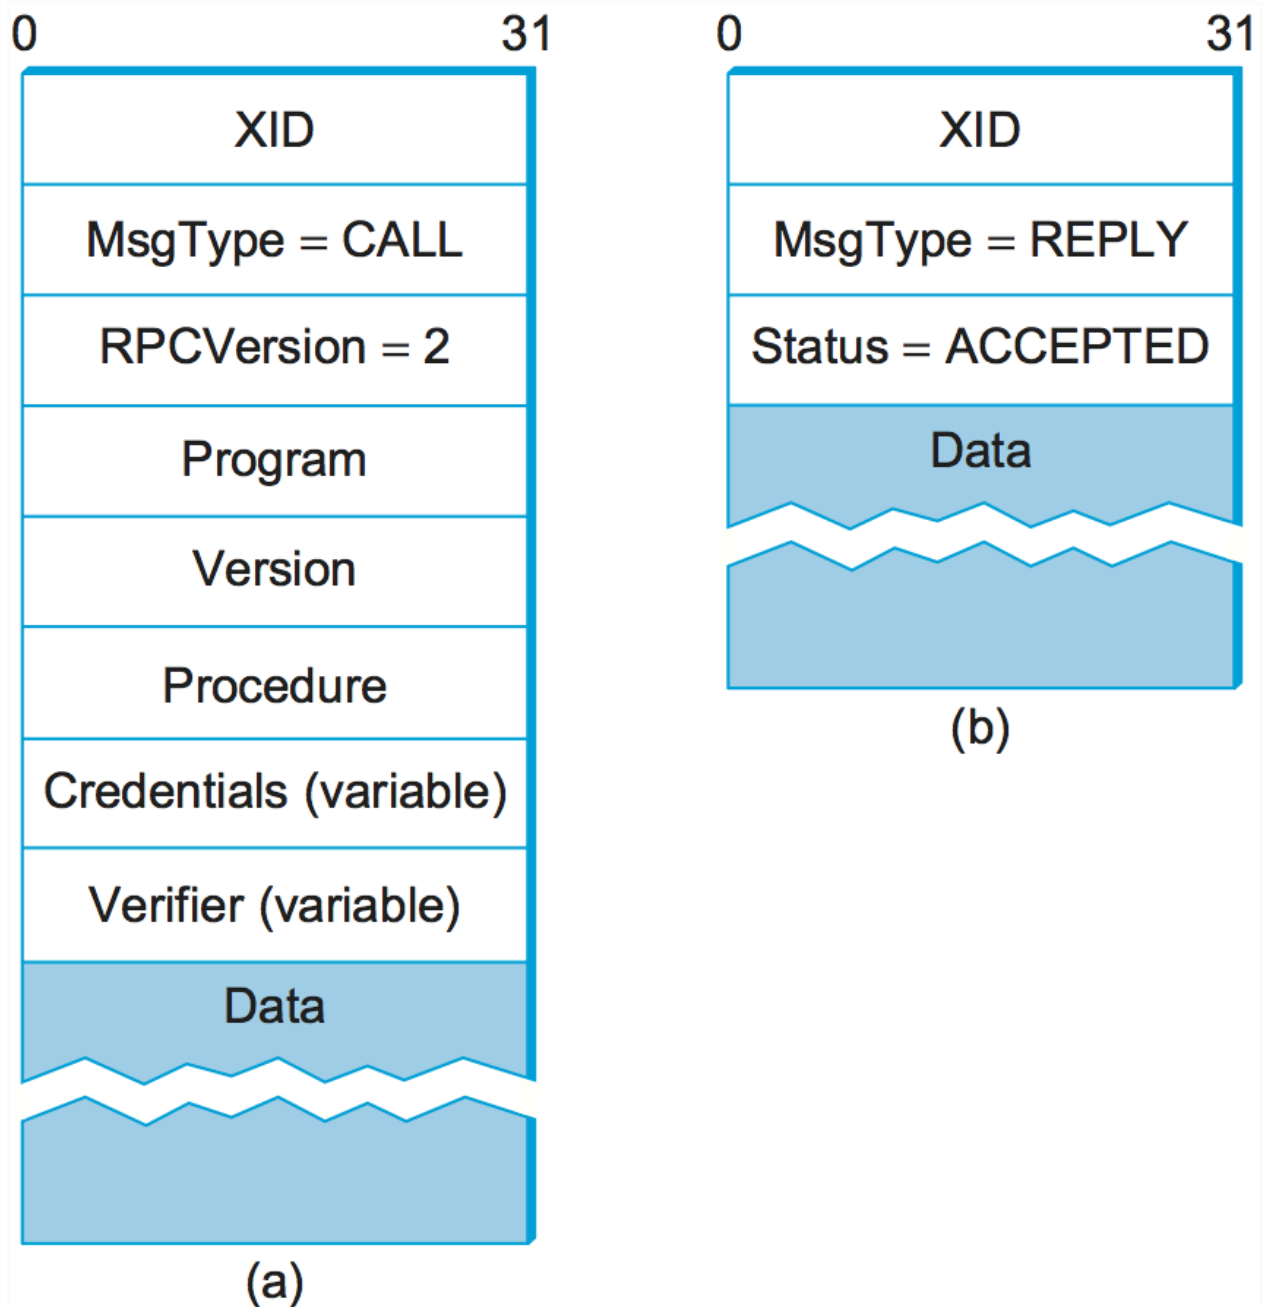 0 31
XID
MsgType = CALL
RPCVersion = 2
Program
Version
Procedure
Credentials (variable)
Verifier (variable)
Data
(a)
0 31
XID
MsgType = REPLY
Status = ACCEPTED
Data
(b)